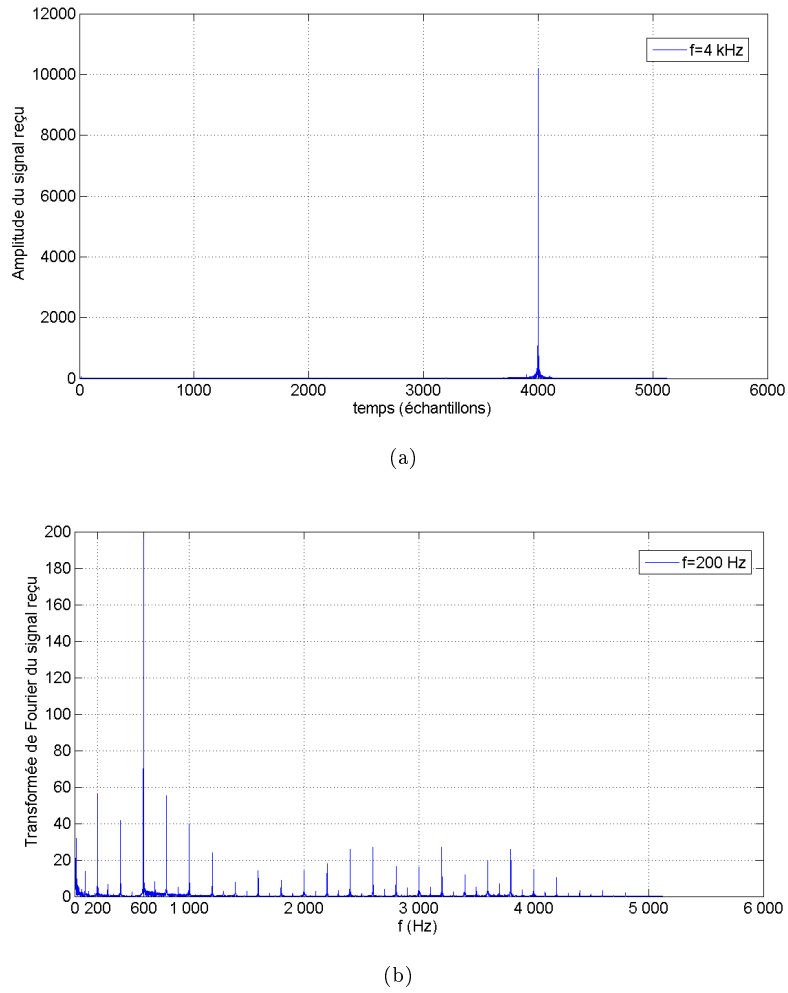 12000
10000
8000
6000
4000
2000
0
Amplitude du signal reçu
f=4 kHz
0 1000 2000 3000 4000 5000 6000
temps (échantillons)
(a)
200
180
160
140
120
100
80
60
40
20
0
Transformée de Fourier du signal reçu
f=200 Hz
0 200 600 1 000 2 000 3 000 4 000 5 000 6 000
f (Hz)
(b)